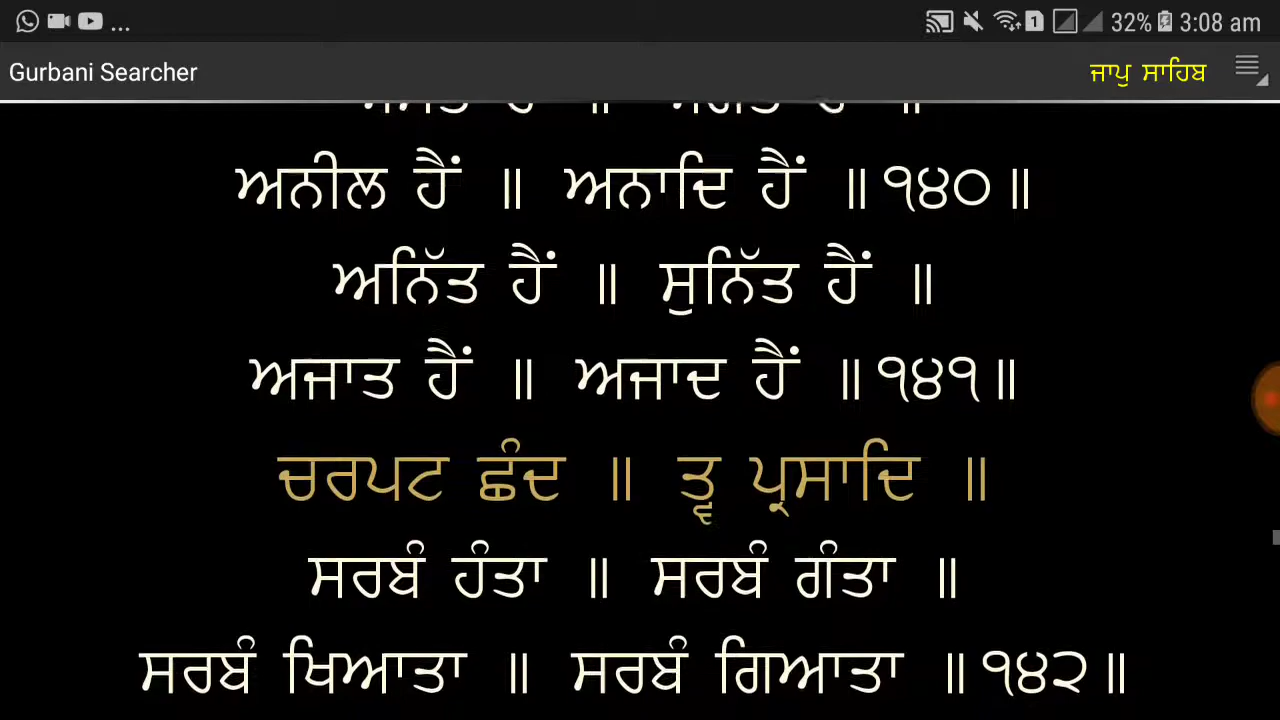 ... 1 32% 3:08 am
Gurbani Searcher ਜਾਪੁ ਸਾਹਿਬ
ਅਨੀਲ ਹੈਂ ॥ ਅਨਾਦਿ ਹੈਂ ॥੧੪੦॥
ਅਨਿੱਤ ਹੈਂ ॥ ਸੁਨਿੱਤ ਹੈਂ ॥
ਅਜਾਤ ਹੈਂ ॥ ਅਜਾਦ ਹੈਂ ॥੧੪੧॥
ਚਰਪਟ ਛੰਦ ॥ ਤ੍ਵ ਪ੍ਰਸਾਦਿ ॥
ਸਰਬੰ ਹੰਤਾ ॥ ਸਰਬੰ ਗੰਤਾ ॥
ਸਰਬੰ ਖਿਆਤਾ ॥ ਸਰਬੰ ਗਿਆਤਾ ॥੧੪੨॥